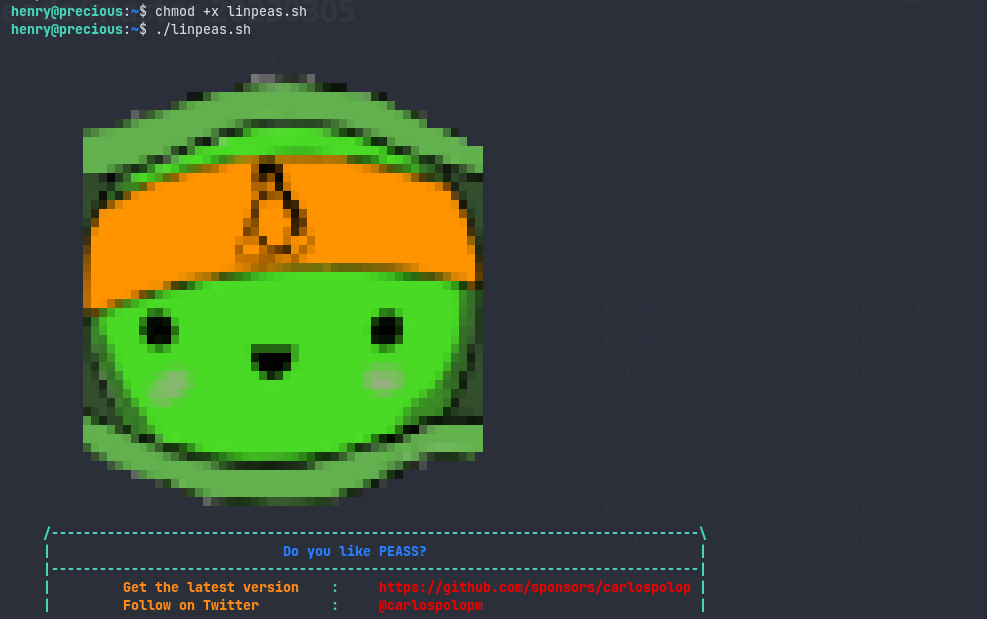 henry@precious:~$ chmod +x linpeas.sh
henry@precious:~$ ./linpeas.sh
/---------------------------------------------------------------------------------\
| Do you like PEASS? |
|---------------------------------------------------------------------------------|
| Get the latest version : https://github.com/sponsors/carlospolop |
| Follow on Twitter : @carlospolopm |